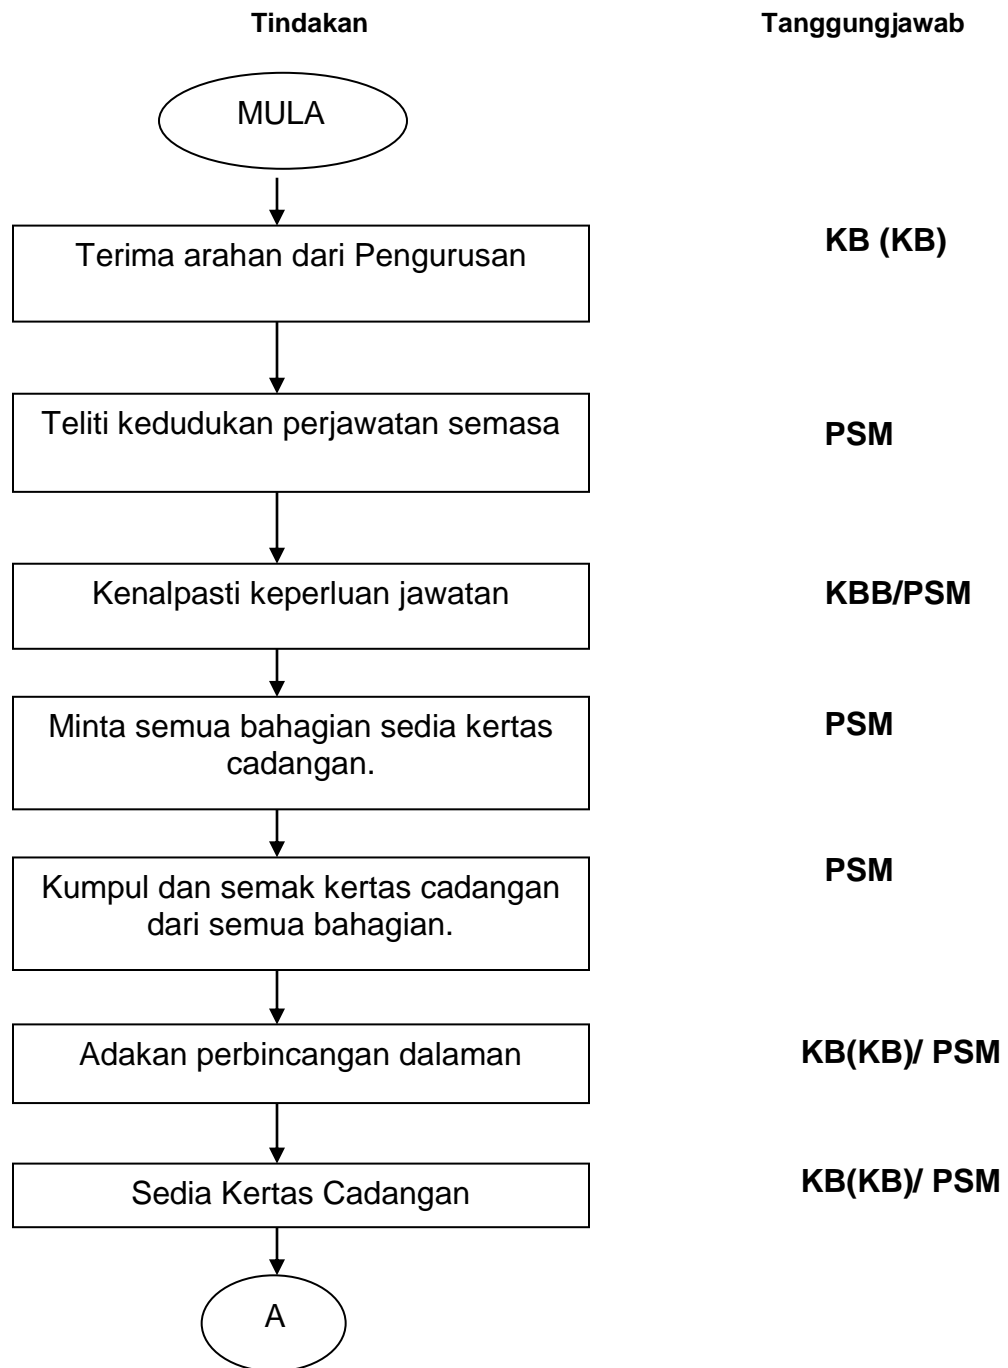 Tindakan
Tanggungjawab
MULA
Terima arahan dari Pengurusan
KB (KB)
Teliti kedudukan perjawatan semasa
PSM
Kenalpasti keperluan jawatan
KBB/PSM
Minta semua bahagian sedia kertas
cadangan.
PSM
Kumpul dan semak kertas cadangan
dari semua bahagian.
PSM
Adakan perbincangan dalaman
KB(KB)/ PSM
Sedia Kertas Cadangan
KB(KB)/ PSM
A